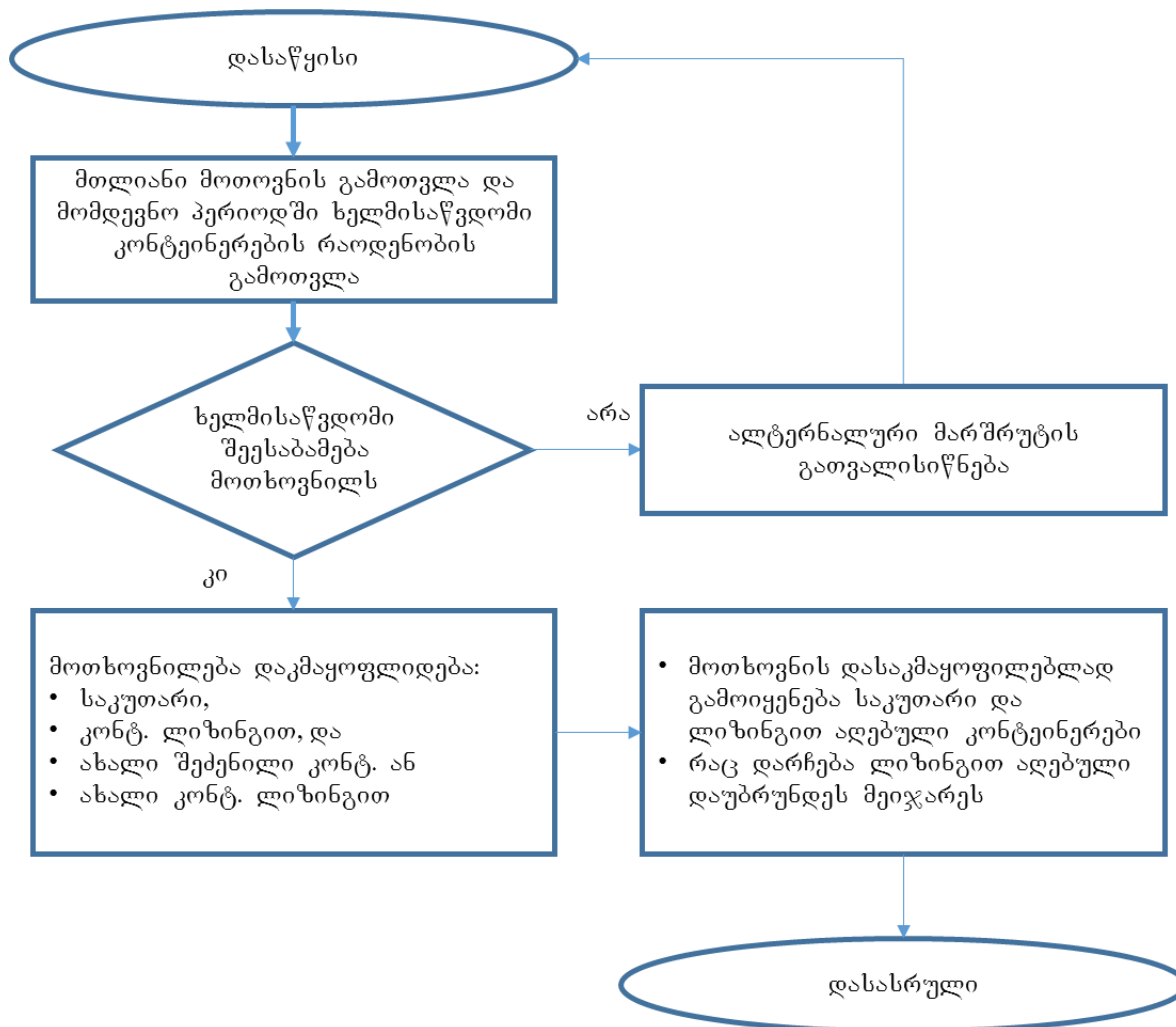 დასაწყისი
მთლიანი მოთოვნის გამოთვლა და
მომდევნო პერიოდში ხელმისაწვდომი
კონტეინერების რაოდენობის
გამოთვლა
ხელმისაწვდომი
შეესაბამება
მოთხოვნილს
არა
ალტერნალური მარშრუტის
გათვალისიწნება
კი
მოთხოვნილება დაკმაყოფლიდება:
• საკუთარი,
• კონტ. ლიზინგით, და
• ახალი შეძენილი კონტ. ან
• ახალი კონტ. ლიზინგით
• მოთხოვნის დასაკმაყოფილებლად
გამოიყენება საკუთარი და
ლიზინგით აღებული კონტეინერები
• რაც დარჩება ლიზინგით აღებული
დაუბრუნდეს მეიჯარეს
დასასრული